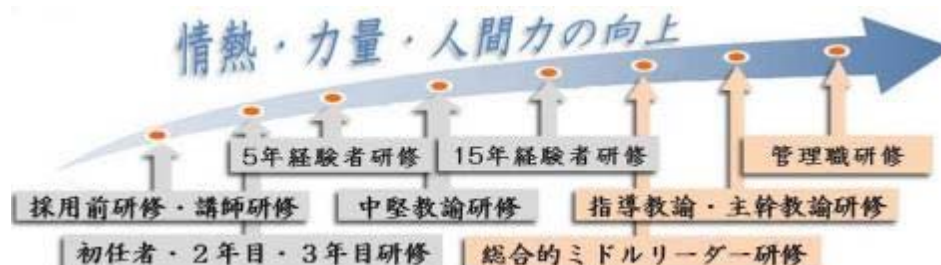 情熱・力量・人間力の向上
5年経験者研修
15年経験者研修
管理職研修
採用前研修・講師研修
中堅教諭研修
指導教諭・主幹教諭研修
初任者・2年目・3年目研修
総合的ミドルリーダー研修